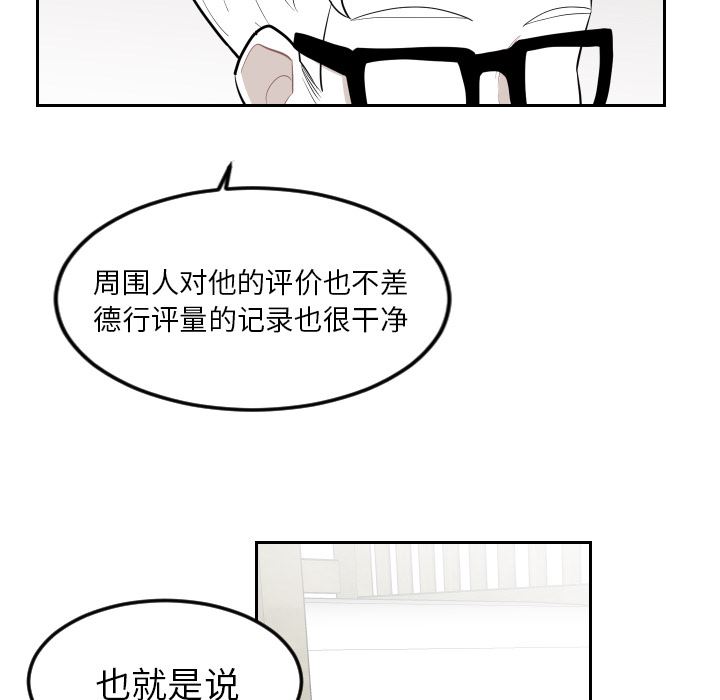 周围人对他的评价也不差
德行评量的记录也很干净
也就是说